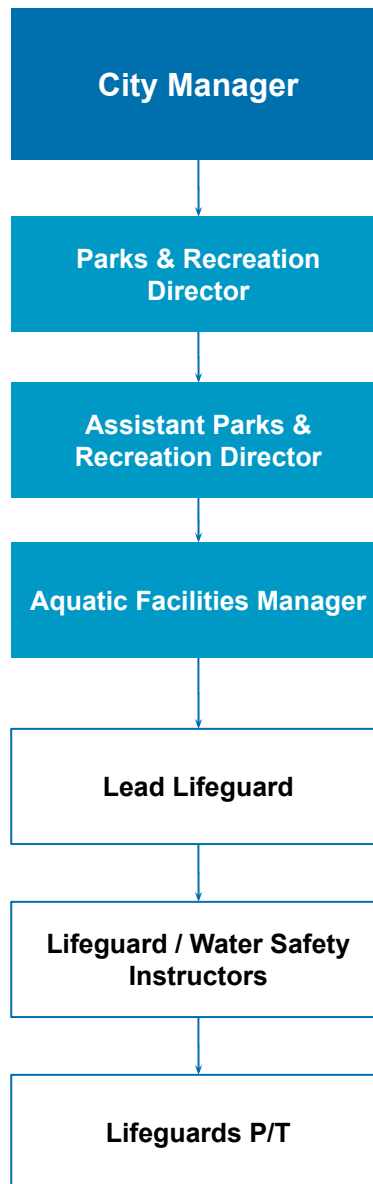 City Manager
Parks & Recreation
Director
Assistant Parks &
Recreation Director
Aquatic Facilities Manager
Lead Lifeguard
Lifeguard / Water Safety
Instructors
Lifeguards P/T